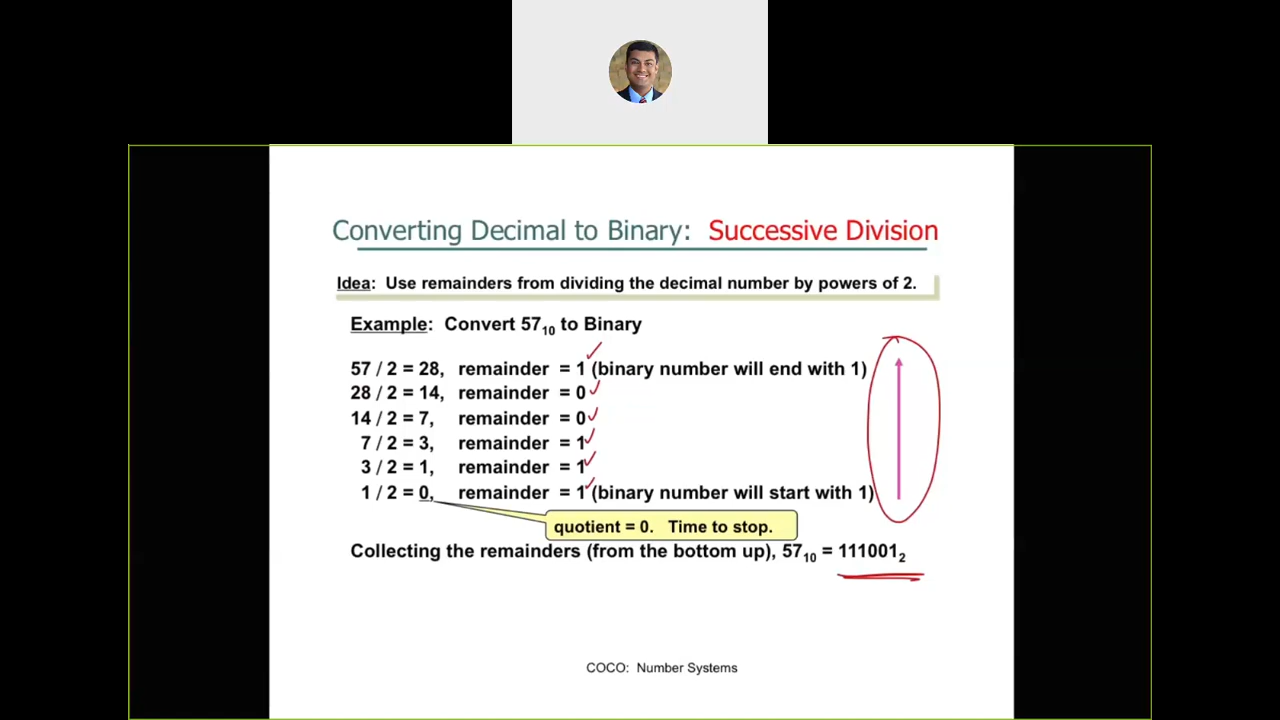 Converting Decimal to Binary: Successive Division
Idea: Use remainders from dividing the decimal number by powers of 2.
Example: Convert 57₁₀ to Binary
57 / 2 = 28, remainder = 1 (binary number will end with 1)
28 / 2 = 14, remainder = 0
14 / 2 = 7, remainder = 0
7 / 2 = 3, remainder = 1
3 / 2 = 1, remainder = 1
1 / 2 = 0, remainder = 1 (binary number will start with 1)
quotient = 0. Time to stop.
Collecting the remainders (from the bottom up), 57₁₀ = 111001₂
COCO: Number Systems